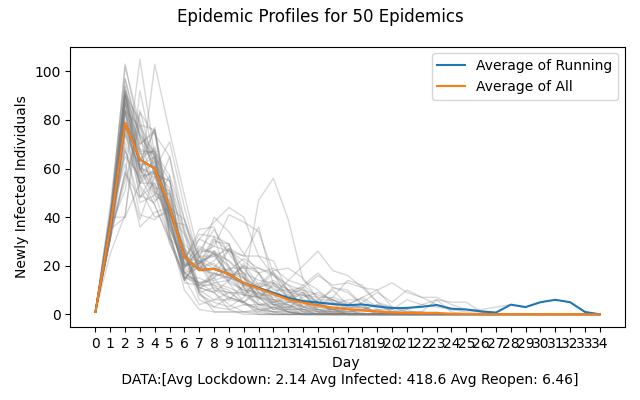 Epidemic Profiles for 50 Epidemics
Average of Running
Average of All
Newly Infected Individuals
100
80
60
40
20
0
0 1 2 3 4 5 6 7 8 9 10 11 12 13 14 15 16 17 18 19 20 21 22 23 24 25 26 27 28 29 30 31 32 33 34
Day
DATA:[Avg Lockdown: 2.14 Avg Infected: 418.6 Avg Reopen: 6.46]